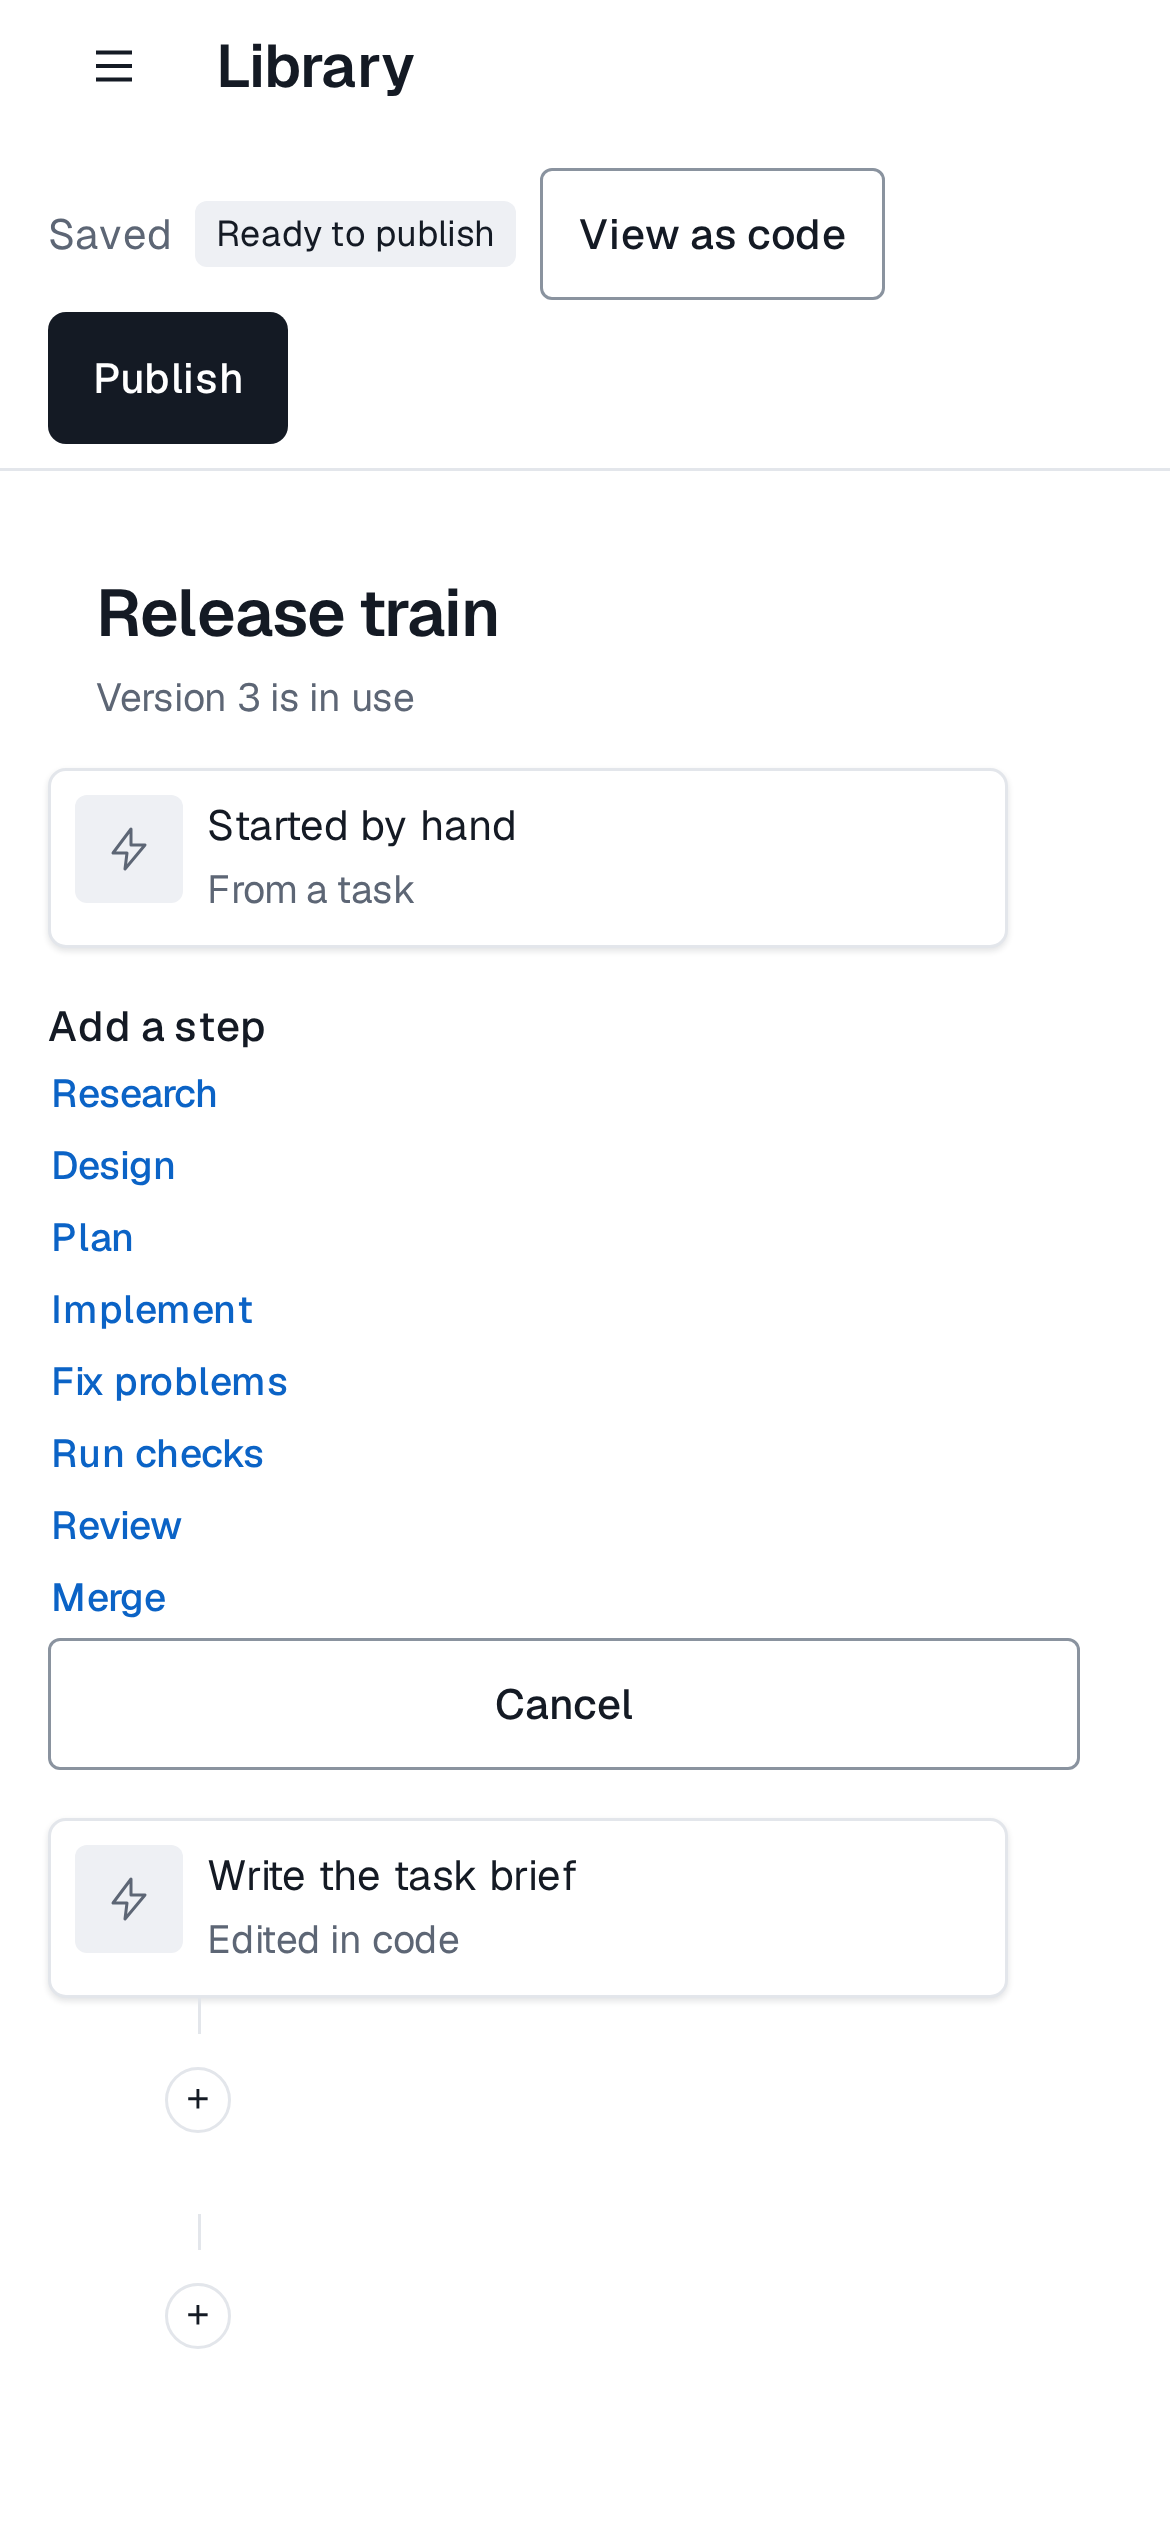 Library
Saved
Ready to publish
View as code
Publish
Release train
Version 3 is in use
Started by hand
From a task
Add a step
Research
Design
Plan
Implement
Fix problems
Run checks
Review
Merge
Cancel
Write the task brief
Edited in code
+
+